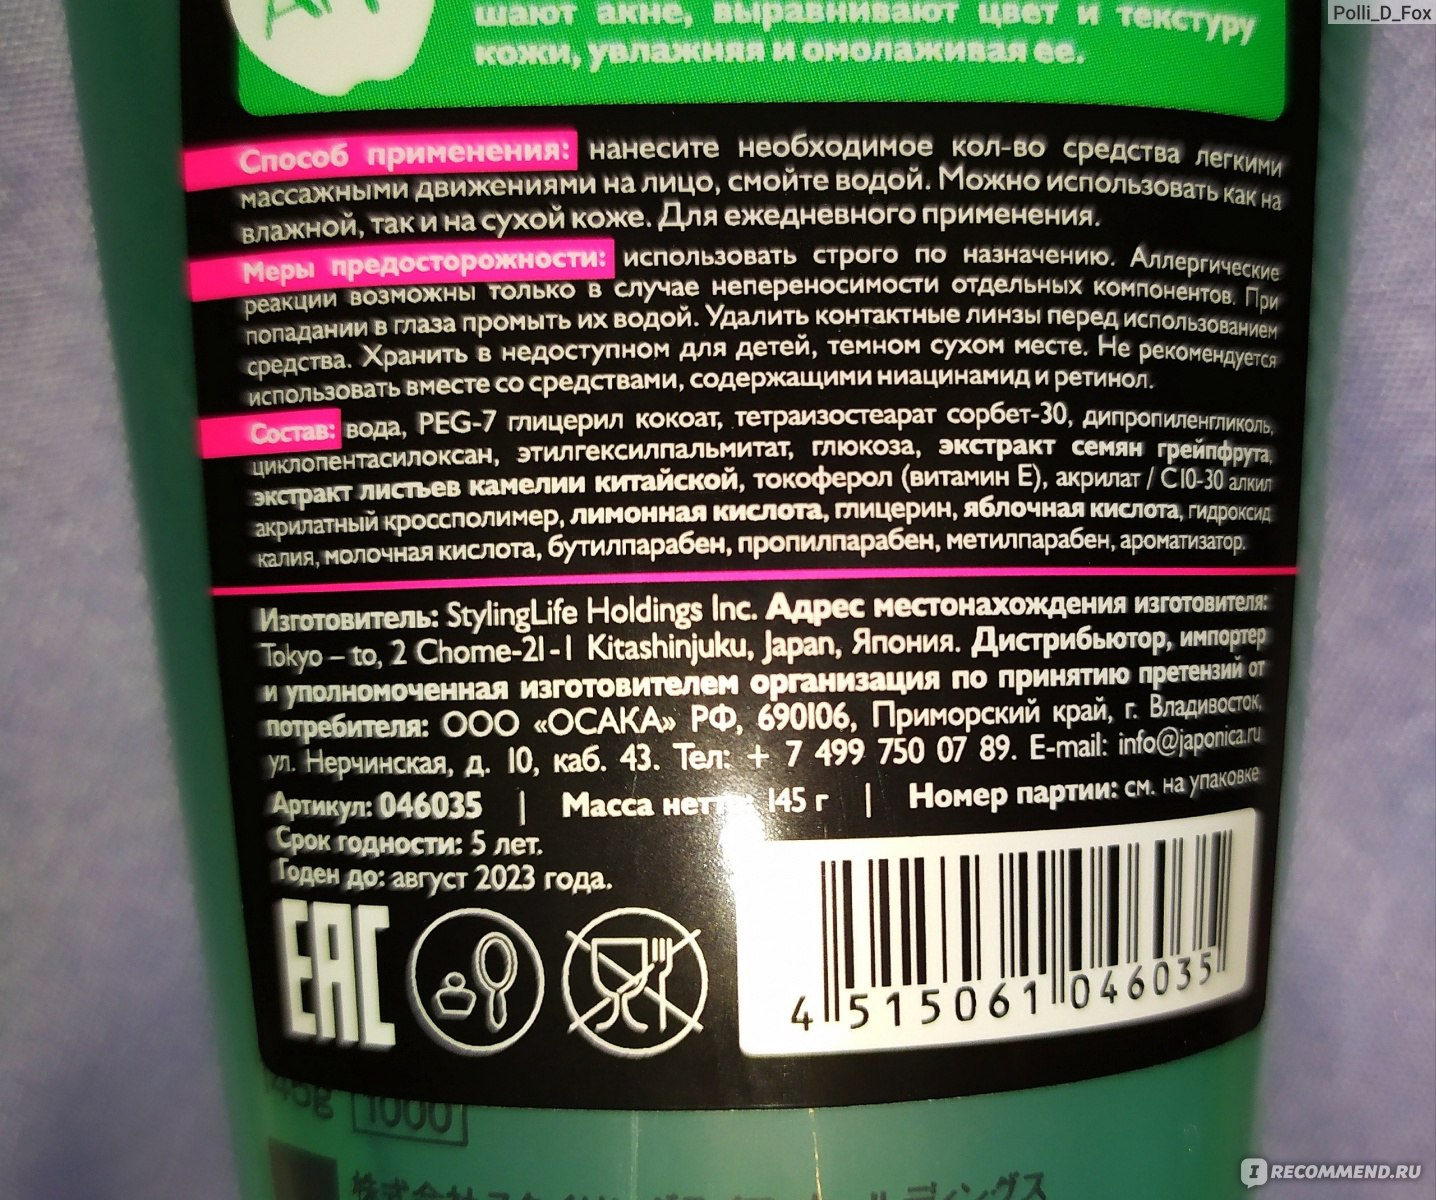 Polli_D_Fox
шают акне, выравнивают цвет и текстуру
кожи, увлажняя и омолаживая ее.
Способ применения: нанесите необходимое кол-во средства легкими
массажными движениями на лицо, смойте водой. Можно использовать как на
влажной, так и на сухой коже. Для ежедневного применения.
Меры предосторожности: использовать строго по назначению. Аллергические
реакции возможны только в случае непереносимости отдельных компонентов. При
попадании в глаза промыть их водой. Удалить контактные линзы перед использованием
средства. Хранить в недоступном для детей, темном сухом месте. Не рекомендуется
использовать вместе со средствами, содержащими ниацинамид и ретинол.
Состав: вода, PEG-7 глицерил кокоат, тетраизостеарат сорбет-30, дипропиленгликоль,
циклопентасилоксан, этилгексилпальмитат, глюкоза, экстракт семян грейпфрута,
экстракт листьев камелии китайской, токоферол (витамин Е), акрилат / С10-30 алкил
акрилатный кроссполимер, лимонная кислота, глицерин, яблочная кислота, гидроксид
калия, молочная кислота, бутилпарабен, пропилпарабен, метилпарабен, ароматизатор.
Изготовитель: StylingLife Holdings Inc. Адрес местонахождения изготовителя:
Tokyo – to, 2 Chome-21-1 Kitashinjuku, Japan, Япония. Дистрибьютор, импортер
и уполномоченная изготовителем организация по принятию претензий от
потребителя: ООО «ОСАКА» РФ, 690106, Приморский край, г. Владивосток,
ул. Нерчинская, д. 10, каб. 43. Тел: + 7 499 750 07 89. E-mail: info@japonica.ru
Артикул: 046035 | Масса нетто: 145 г | Номер партии: см. на упаковке
Срок годности: 5 лет.
Годен до: август 2023 года.
EAC
4 515061 046035
145g 1000
IRECOMMEND.RU